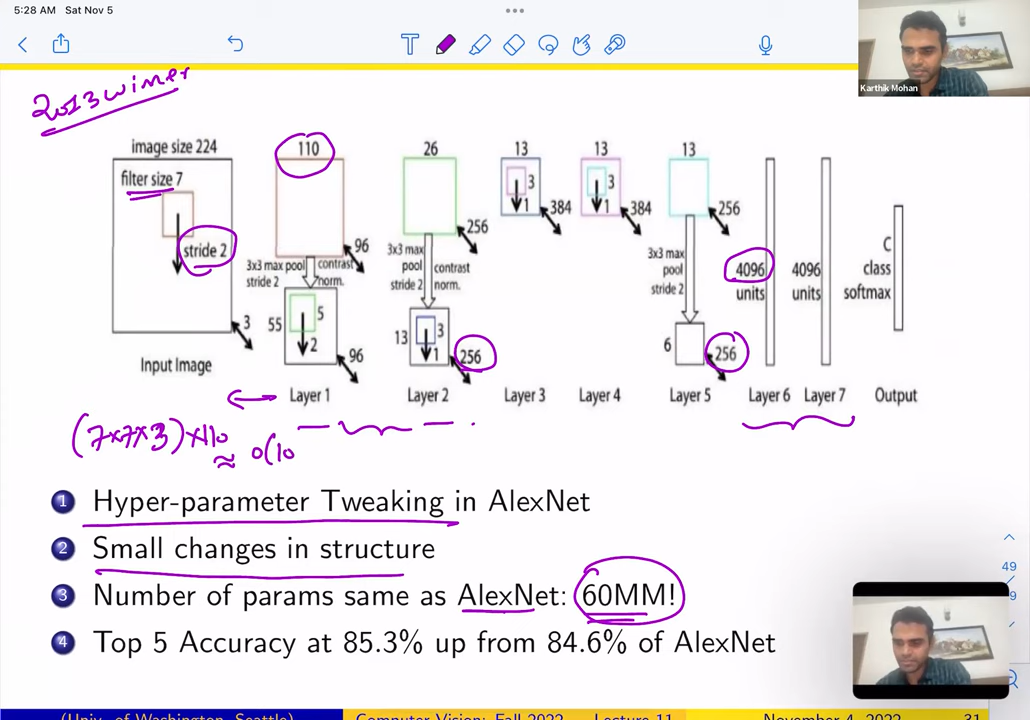 5:28 AM Sat Nov 5
T
Karthik Mohan
2013 winner
image size 224
110
26
13
13
13
filter size 7
stride 2
3
96
3x3 max pool
stride 2
contrast
norm.
55
5
2
96
256
3x3 max
pool
stride 2
contrast
norm.
13
3
1
256
3
1
384
3
1
384
256
3x3 max
pool
stride 2
6
256
4096
units
4096
units
C
class
softmax
Input Image
Layer 1
Layer 2
Layer 3
Layer 4
Layer 5
Layer 6
Layer 7
Output
(7x7x3)x110
≈ O(10
1 Hyper-parameter Tweaking in AlexNet
2 Small changes in structure
3 Number of params same as AlexNet: 60MM!
4 Top 5 Accuracy at 85.3% up from 84.6% of AlexNet
49
9
(Univ. of Washington, Seattle) Computer Vision: Fall 2022 Lecture 11 November 4, 2022 31